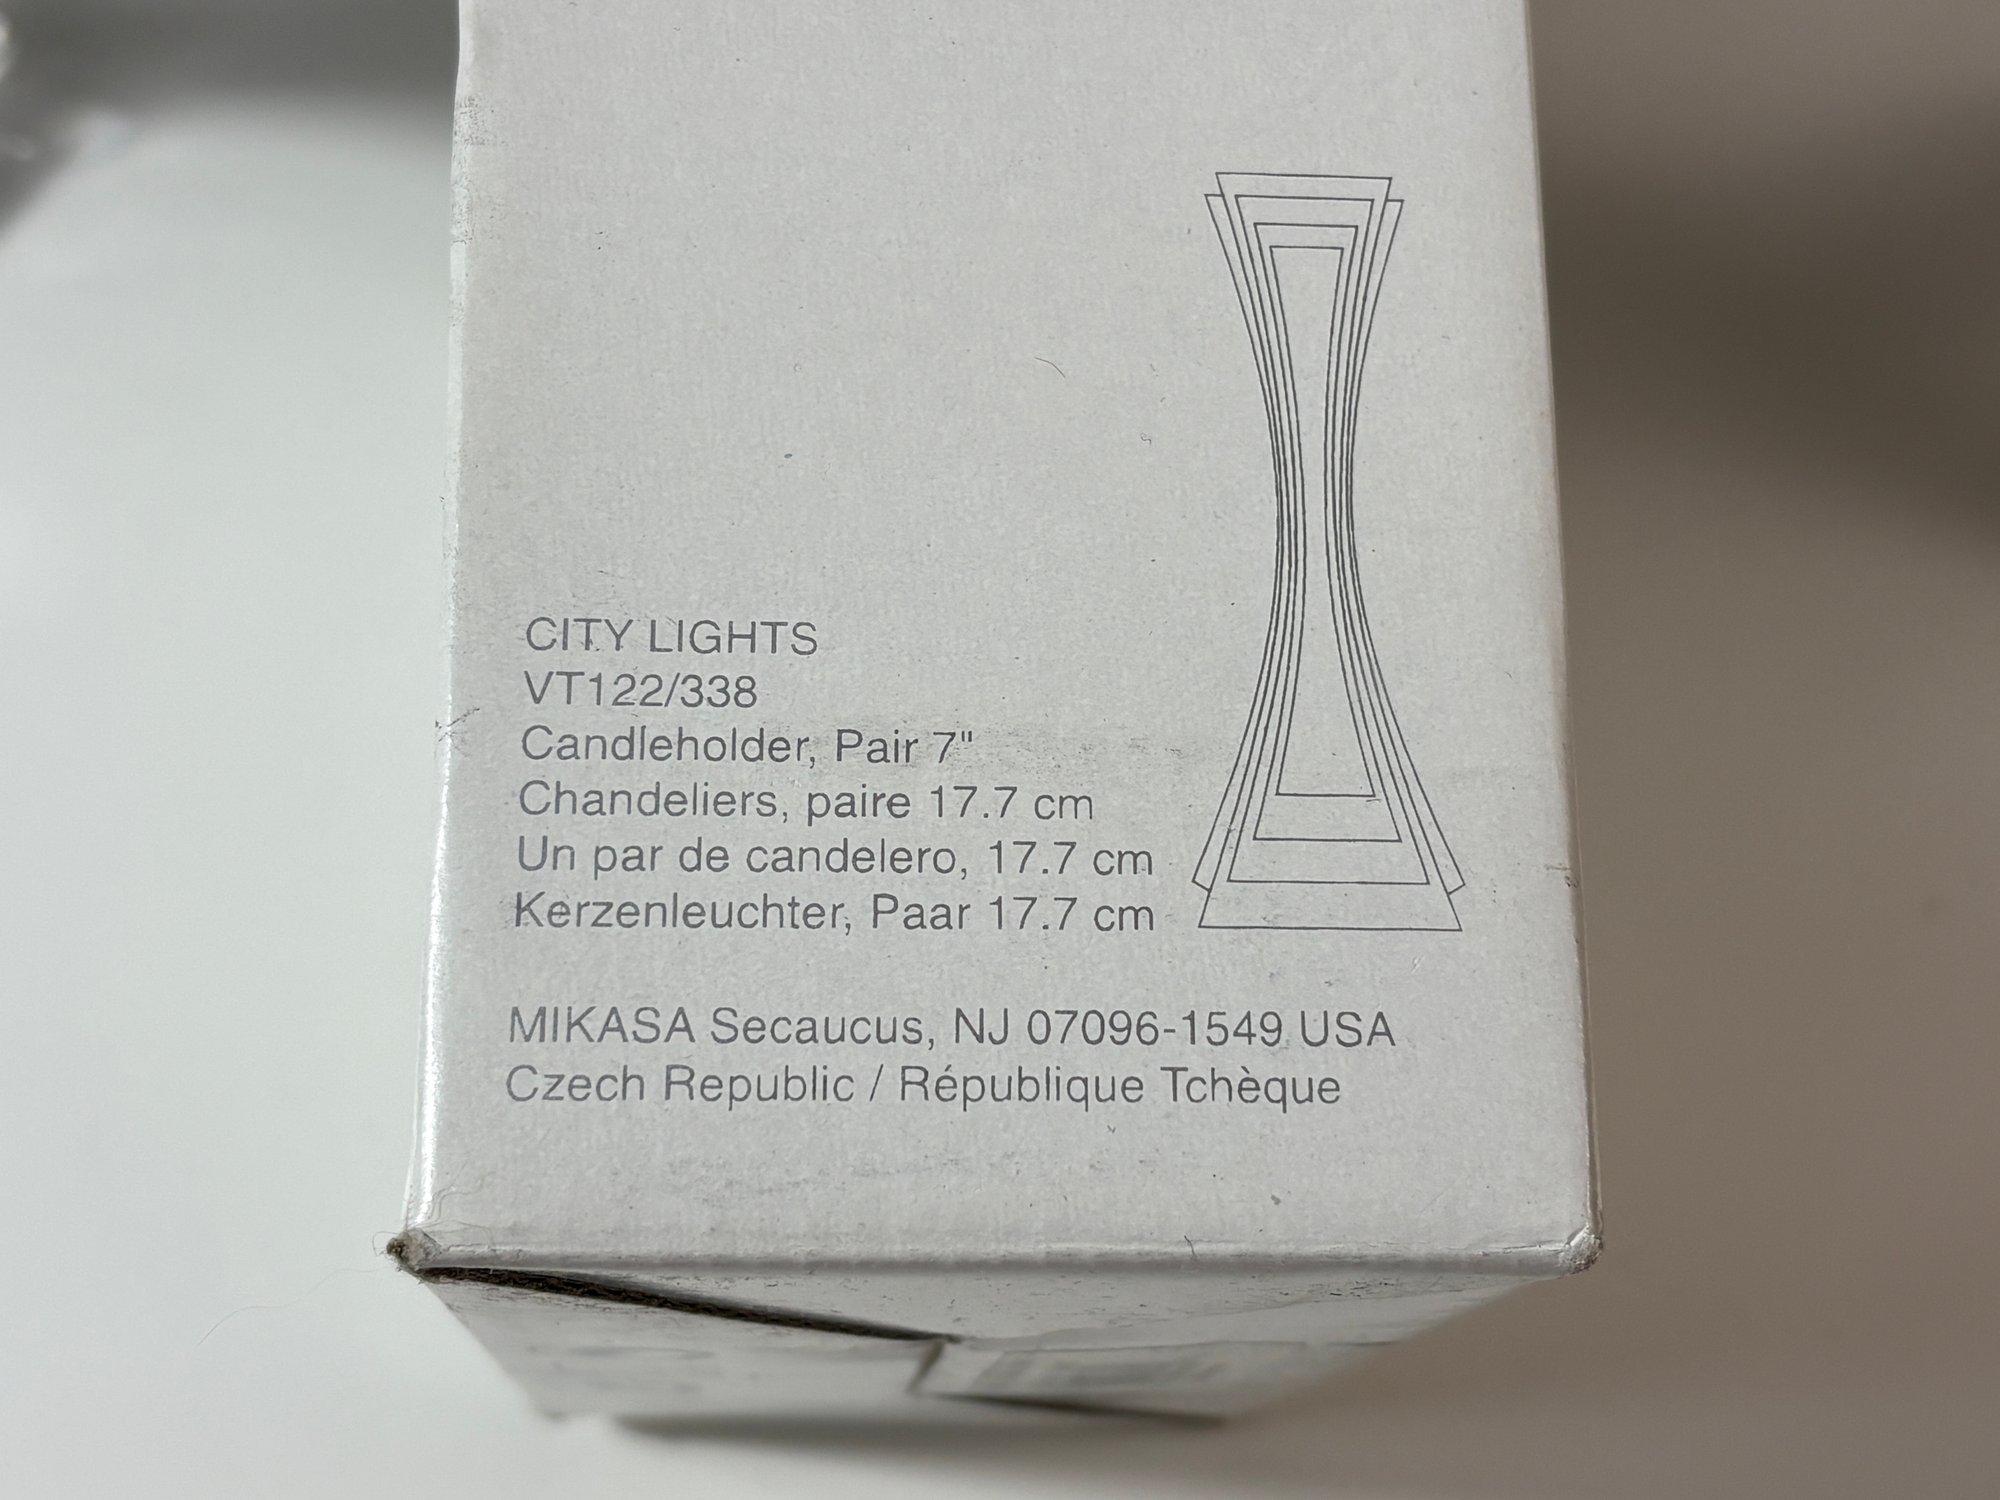 CITY LIGHTS
VT122/338
Candleholder, Pair 7"
Chandeliers, paire 17.7 cm
Un par de candelero, 17.7 cm
Kerzenleuchter, Paar 17.7 cm
MIKASA Secaucus, NJ 07096-1549 USA
Czech Republic / République Tchèque